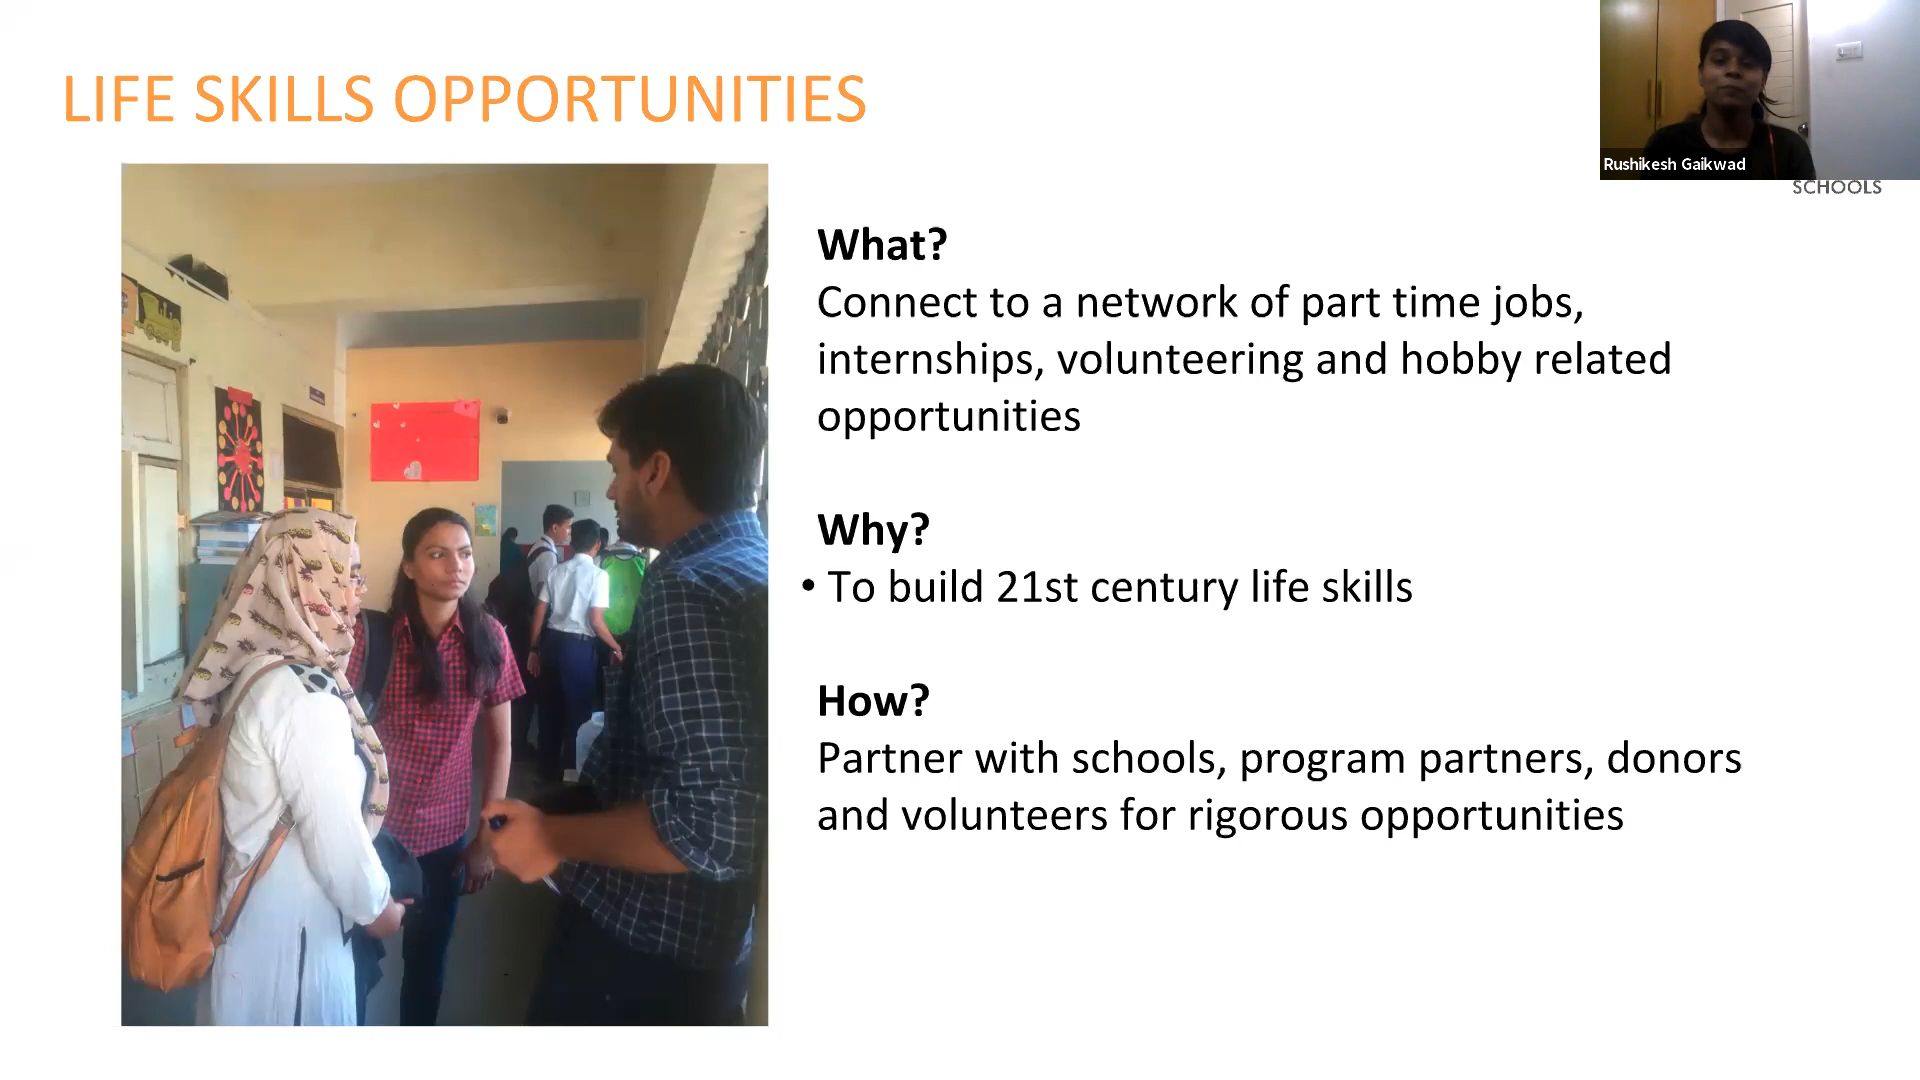 LIFE SKILLS OPPORTUNITIES
Rushikesh Gaikwad
SCHOOLS
What?
Connect to a network of part time jobs,
internships, volunteering and hobby related
opportunities
Why?
• To build 21st century life skills
How?
Partner with schools, program partners, donors
and volunteers for rigorous opportunities